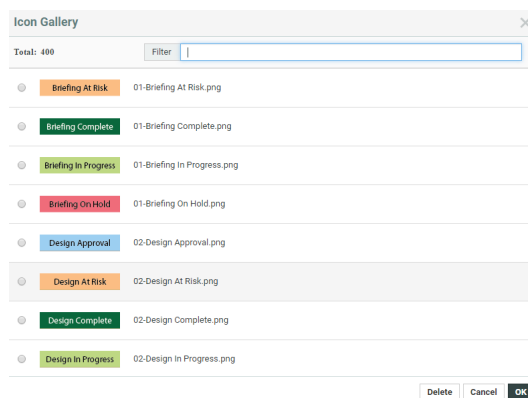 Icon Gallery
Total: 400 Filter
Briefing At Risk 01-Briefing At Risk.png
Briefing Complete 01-Briefing Complete.png
Briefing In Progress 01-Briefing In Progress.png
Briefing On Hold 01-Briefing On Hold.png
Design Approval 02-Design Approval.png
Design At Risk 02-Design At Risk.png
Design Complete 02-Design Complete.png
Design In Progress 02-Design In Progress.png
Delete Cancel OK